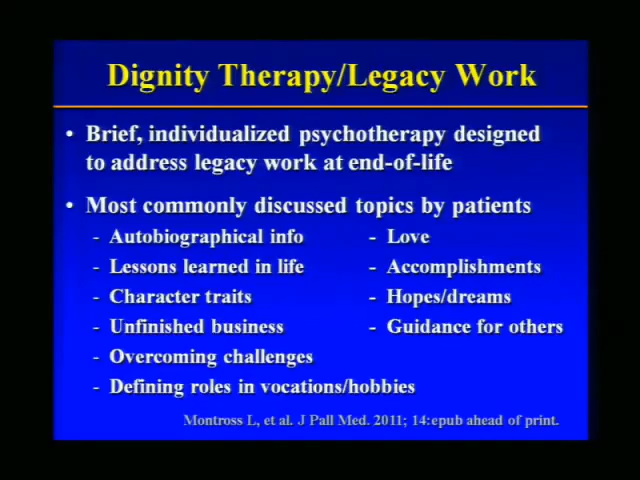 Dignity Therapy/Legacy Work
• Brief, individualized psychotherapy designed
to address legacy work at end-of-life
• Most commonly discussed topics by patients
- Autobiographical info
- Lessons learned in life
- Character traits
- Unfinished business
- Overcoming challenges
- Defining roles in vocations/hobbies
- Love
- Accomplishments
- Hopes/dreams
- Guidance for others
Montross L, et al. J Pall Med. 2011; 14:epub ahead of print.